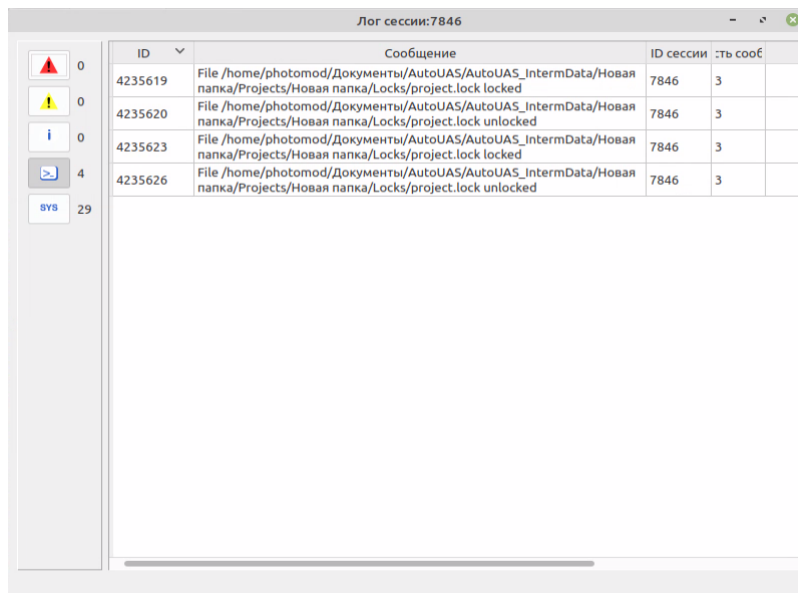 Лог сессии:7846
0
0
i 0
>_ 4
SYS 29
ID Сообщение ID сессии :ть сооб
4235619 File /home/photomod/Документы/AutoUAS/AutoUAS_IntermData/Новая
папка/Projects/Новая папка/Locks/project.lock locked 7846 3
4235620 File /home/photomod/Документы/AutoUAS/AutoUAS_IntermData/Новая
папка/Projects/Новая папка/Locks/project.lock unlocked 7846 3
4235623 File /home/photomod/Документы/AutoUAS/AutoUAS_IntermData/Новая
папка/Projects/Новая папка/Locks/project.lock locked 7846 3
4235626 File /home/photomod/Документы/AutoUAS/AutoUAS_IntermData/Новая
папка/Projects/Новая папка/Locks/project.lock unlocked 7846 3